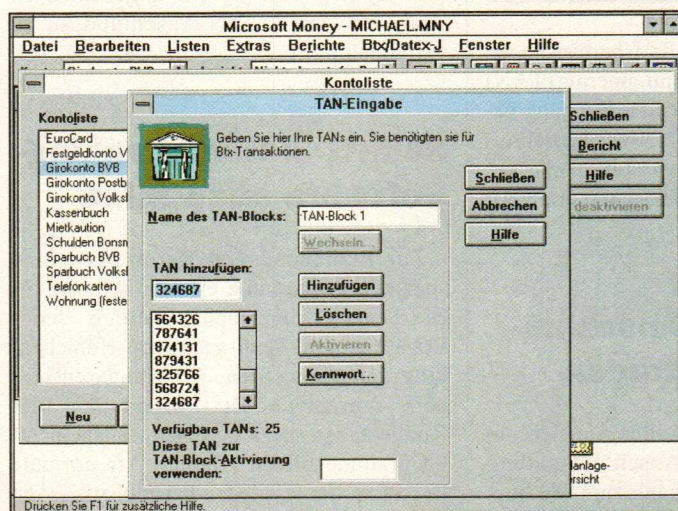 Microsoft Money - MICHAEL.MNY
Datei Bearbeiten Listen Extras Berichte Btx/Datex-J Fenster Hilfe
Kontoliste
TAN-Eingabe
Kontoliste
EuroCard
Festgeldkonto V
Girokonto BVB
Girokonto Postb
Girokonto Volksl
Kassenbuch
Mietkaution
Schulden Bonsn
Sparbuch BVB
Sparbuch Volksl
Telefonkarten
Wohnung (feste
Neu
Geben Sie hier Ihre TANs ein. Sie benötigten sie für
Btx-Transaktionen.
Name des TAN-Blocks: TAN-Block 1
Wechseln...
TAN hinzufügen:
324687
564326
787641
874131
879431
325766
568724
324687
Hinzufügen
Löschen
Aktivieren
Kennwort...
Verfügbare TANs: 25
Diese TAN zur
TAN-Block-Aktivierung
verwenden:
Schließen
Abbrechen
Hilfe
Schließen
Bericht
Hilfe
deaktivieren
lanlage-
rsicht
Drücken Sie F1 für zusätzliche Hilfe.